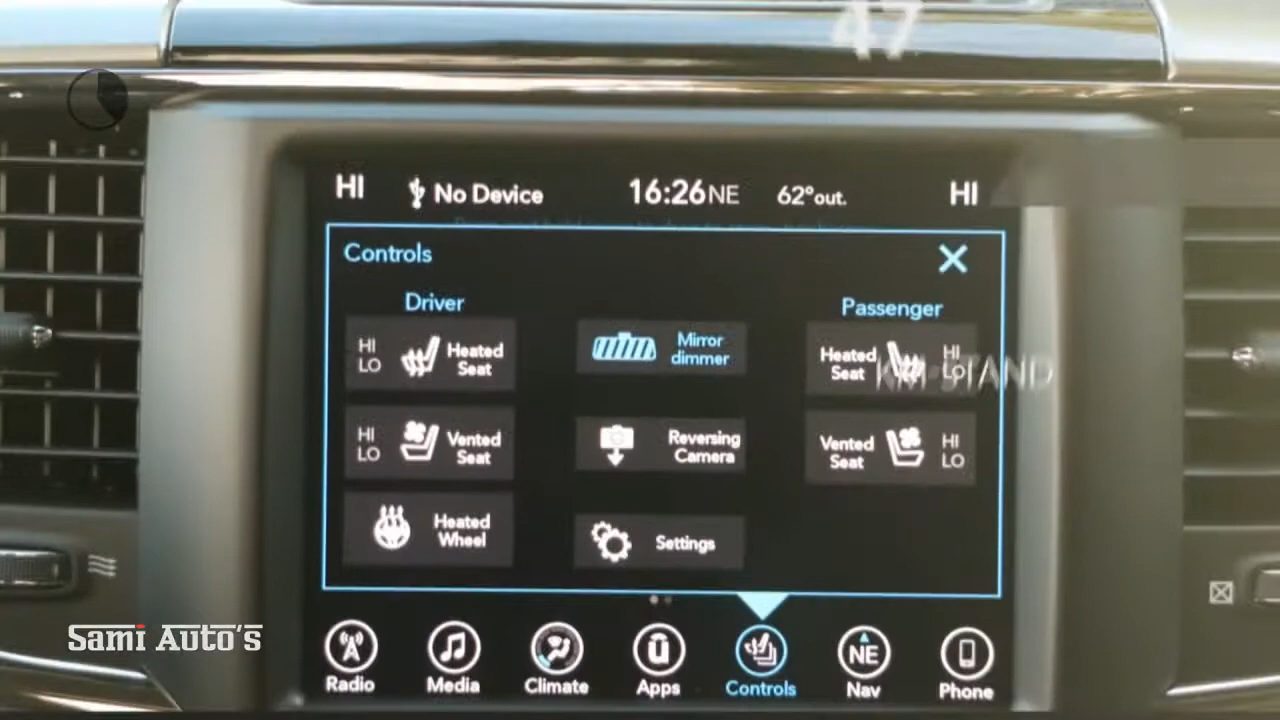 47
HI No Device 16:26NE 62°out. HI
Controls
Driver
Passenger
HI
LO
Heated
Seat
Mirror
dimmer
Heated
Seat
HI
LO
KM-STAND
HI
LO
Vented
Seat
Reversing
Camera
Vented
Seat
HI
LO
Heated
Wheel
Settings
SAMI AUTO'S
Radio Media Climate Apps Controls NE Nav Phone